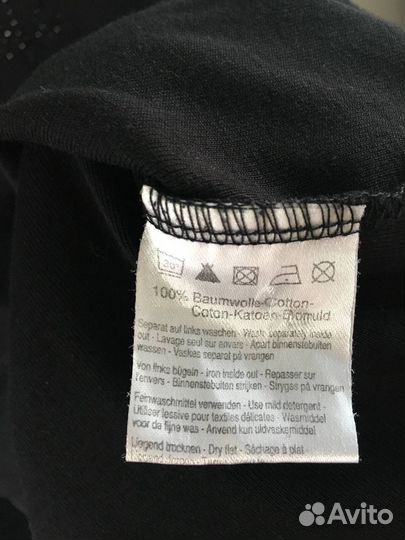 30°
100% Baumwolle-Cotton-
Coton-Katoen-Bomuld
Separat auf links waschen - Wash separately inside
out - Lavage seul sur envers - Apart binnenstebuiten
wassen - Vaskes separat på vrangen
Von links bügeln - Iron inside out - Repasser sur
l'envers - Binnenstebuiten strijken - Stryges på vrangen
Feinwaschmittel verwenden - Use mild detergent -
Utiliser lessive pour textiles délicates - Wasmiddel
voor de fijne was - Anvend kun uldvaskemiddel
Liegend trocknen - Dry flat - Séchage à plat
Avito